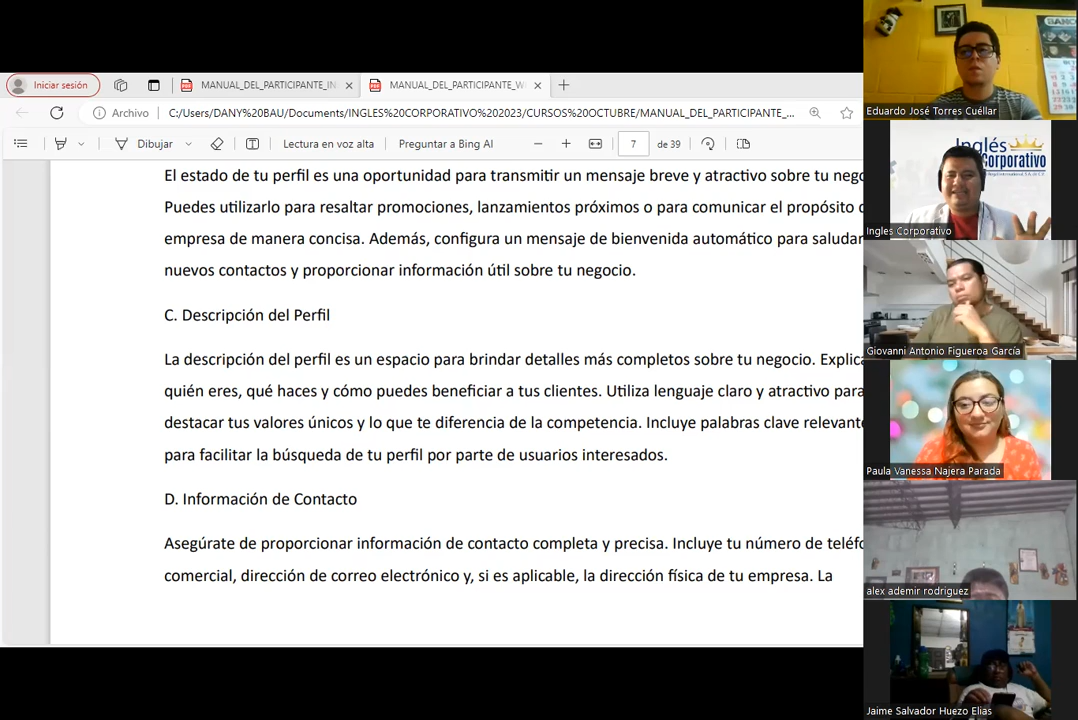 Iniciar sesión
MANUAL_DEL_PARTICIPANTE_IN
MANUAL_DEL_PARTICIPANTE_W
Archivo
C:/Users/DANY%20BAU/Documents/INGLES%20CORPORATIVO%202023/CURSOS%20OCTUBRE/MANUAL_DEL_PARTICIPANTE_...
Dibujar
Lectura en voz alta
Preguntar a Bing AI
7
de 39
El estado de tu perfil es una oportunidad para transmitir un mensaje breve y atractivo sobre tu nego
Puedes utilizarlo para resaltar promociones, lanzamientos próximos o para comunicar el propósito d
empresa de manera concisa. Además, configura un mensaje de bienvenida automático para saludar
nuevos contactos y proporcionar información útil sobre tu negocio.
C. Descripción del Perfil
La descripción del perfil es un espacio para brindar detalles más completos sobre tu negocio. Explica
quién eres, qué haces y cómo puedes beneficiar a tus clientes. Utiliza lenguaje claro y atractivo para
destacar tus valores únicos y lo que te diferencia de la competencia. Incluye palabras clave relevante
para facilitar la búsqueda de tu perfil por parte de usuarios interesados.
D. Información de Contacto
Asegúrate de proporcionar información de contacto completa y precisa. Incluye tu número de teléfo
comercial, dirección de correo electrónico y, si es aplicable, la dirección física de tu empresa. La
BANCO
Eduardo José Torres Cuéllar
Inglés
Corporativo
Ingles Corporativo
Giovanni Antonio Figueroa García
Paula Vanessa Najera Parada
alex ademir rodriguez
Jaime Salvador Huezo Elias